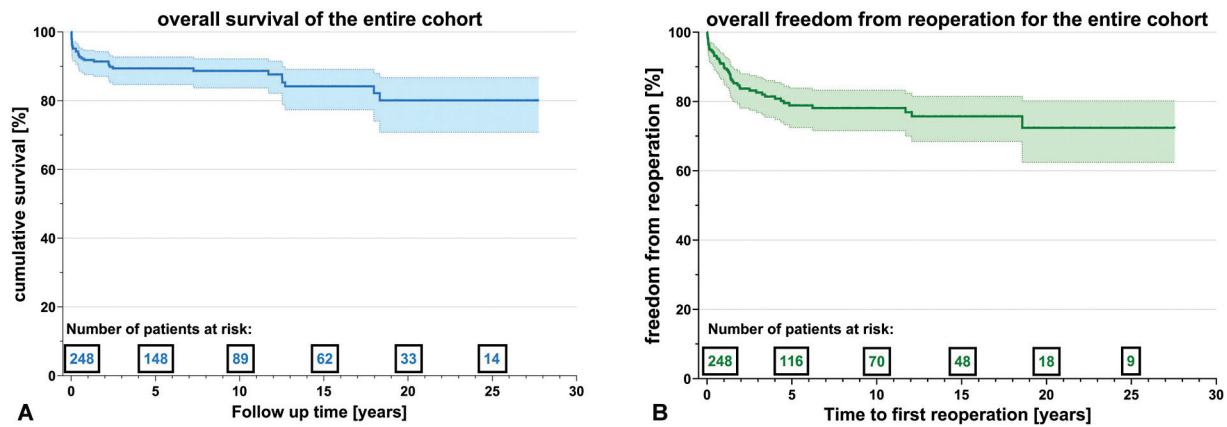 overall survival of the entire cohort
100
80
60
40
20
0
cumulative survival [%]
Number of patients at risk:
248 148 89 62 33 14
0 5 10 15 20 25 30
Follow up time [years]
A
overall freedom from reoperation for the entire cohort
100
80
60
40
20
0
freedom from reoperation [%]
Number of patients at risk:
248 116 70 48 18 9
0 5 10 15 20 25 30
Time to first reoperation [years]
B